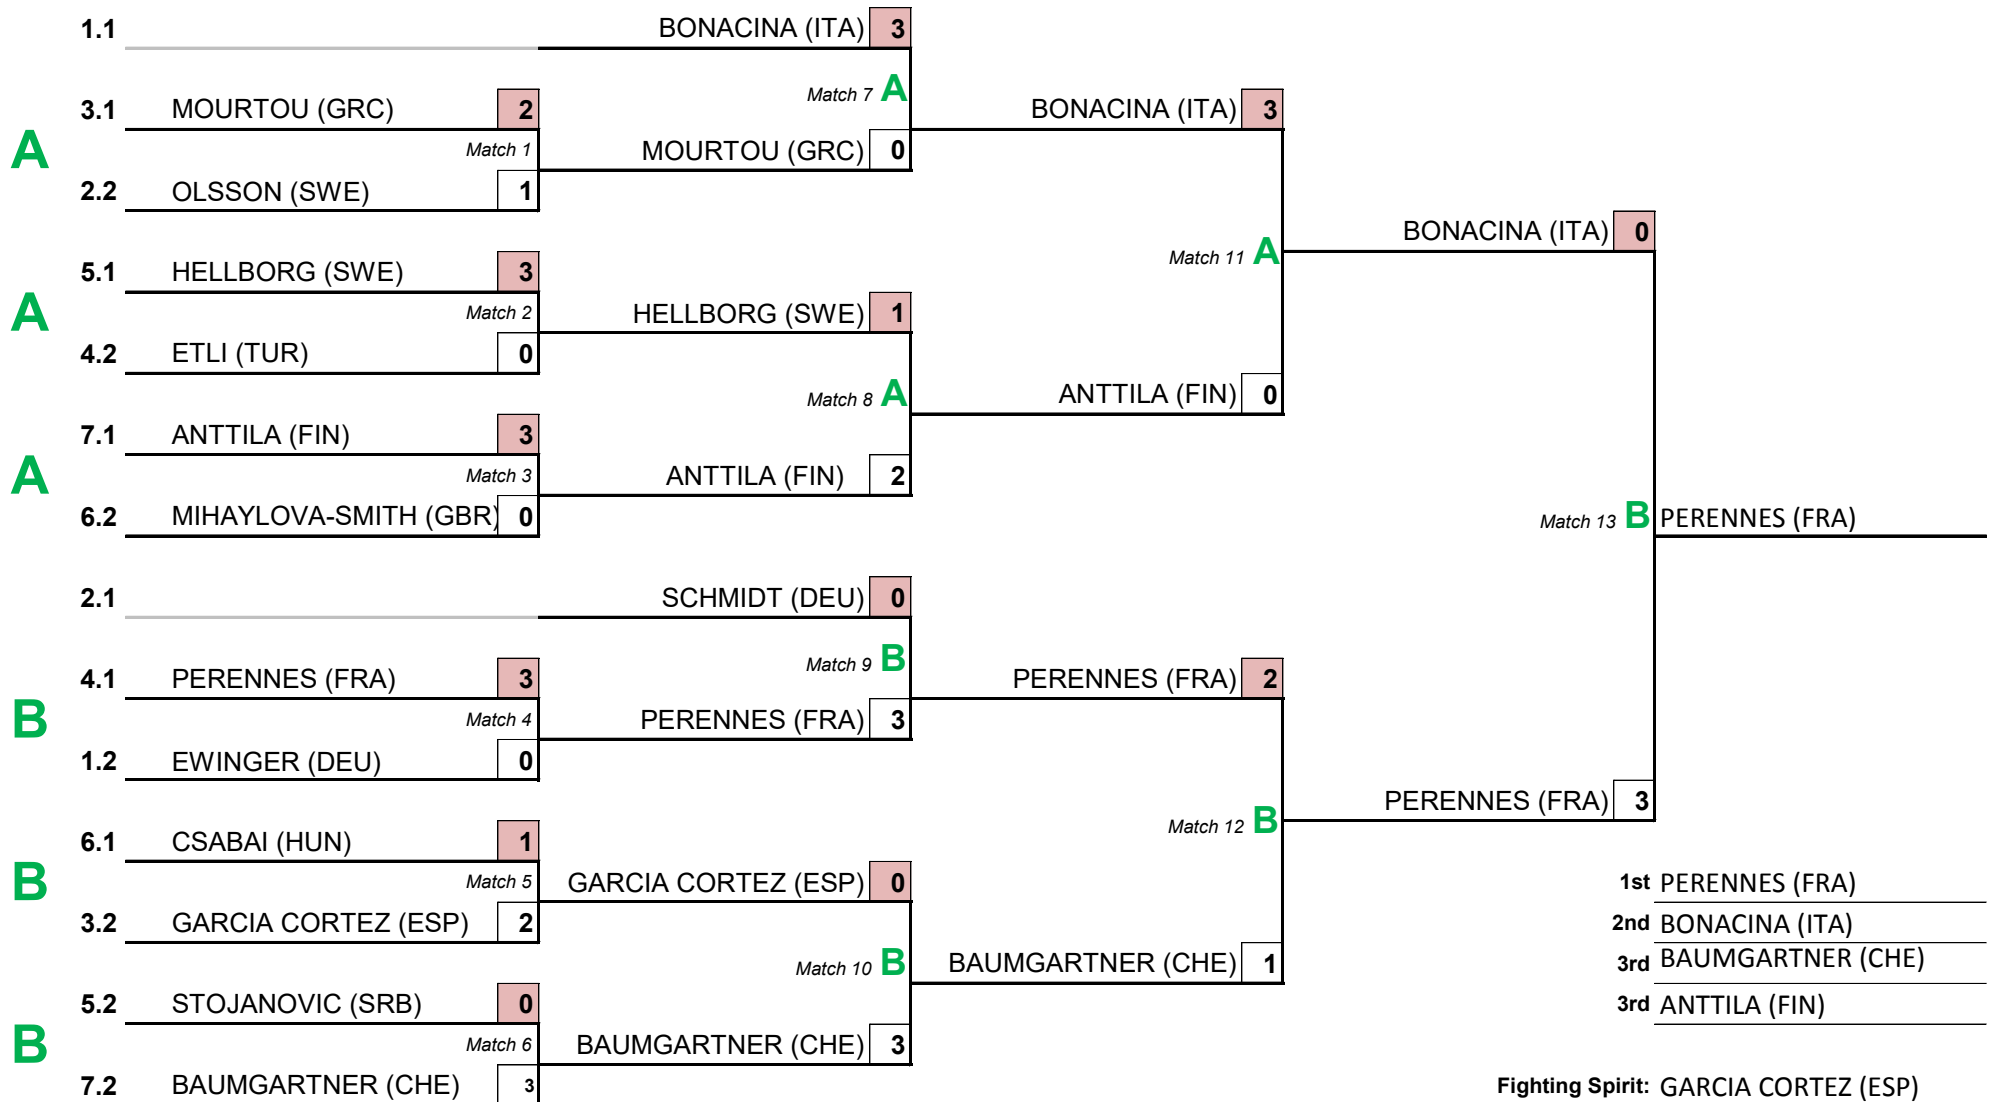 1.1 BONACINA (ITA) 3
Match 7 A
3.1 MOURTOU (GRC) 2 BONACINA (ITA) 3
A Match 1 MOURTOU (GRC) 0
2.2 OLSSON (SWE) 1
BONACINA (ITA) 0
Match 11 A
5.1 HELLBORG (SWE) 3
A Match 2 HELLBORG (SWE) 1
4.2 ETLI (TUR) 0
Match 8 A ANTTILA (FIN) 0
7.1 ANTTILA (FIN) 3
A Match 3 ANTTILA (FIN) 2
6.2 MIHAYLOVA-SMITH (GBR) 0
Match 13 B PERENNES (FRA)
2.1 SCHMIDT (DEU) 0
Match 9 B
4.1 PERENNES (FRA) 3 PERENNES (FRA) 2
B Match 4 PERENNES (FRA) 3
1.2 EWINGER (DEU) 0
PERENNES (FRA) 3
Match 12 B
6.1 CSABAI (HUN) 1
B Match 5 GARCIA CORTEZ (ESP) 0
1st PERENNES (FRA)
3.2 GARCIA CORTEZ (ESP) 2
2nd BONACINA (ITA)
Match 10 B BAUMGARTNER (CHE) 1
3rd BAUMGARTNER (CHE)
5.2 STOJANOVIC (SRB) 0
3rd ANTTILA (FIN)
B Match 6 BAUMGARTNER (CHE) 3
7.2 BAUMGARTNER (CHE) 3
Fighting Spirit: GARCIA CORTEZ (ESP)